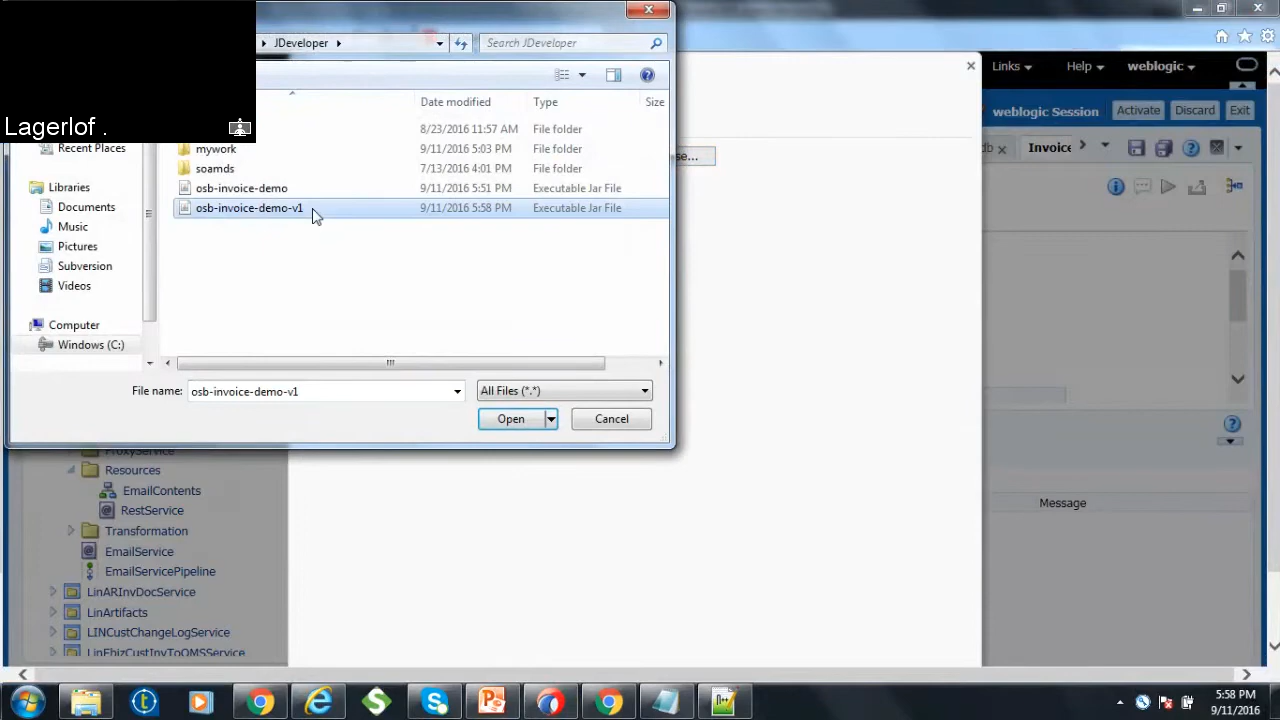 JDeveloper
Search JDeveloper
Links
Help
weblogic
Lagerlof .
Date modified
Type
Size
weblogic Session
Activate
Discard
Exit
8/23/2016 11:57 AM
File folder
Recent Places
mywork
9/11/2016 5:03 PM
File folder
se...
db
Invoice
soamds
7/13/2016 4:01 PM
File folder
Libraries
osb-invoice-demo
9/11/2016 5:51 PM
Executable Jar File
Documents
osb-invoice-demo-v1
9/11/2016 5:58 PM
Executable Jar File
Music
Pictures
Subversion
Videos
Computer
Windows (C:)
File name:
osb-invoice-demo-v1
All Files (*.*)
Open
Cancel
ProxyService
Resources
EmailContents
Message
RestService
Transformation
EmailService
EmailServicePipeline
LinARInvDocService
LinArtifacts
LINCustChangeLogService
LinEbizCustInvToOMSService
5:58 PM
9/11/2016